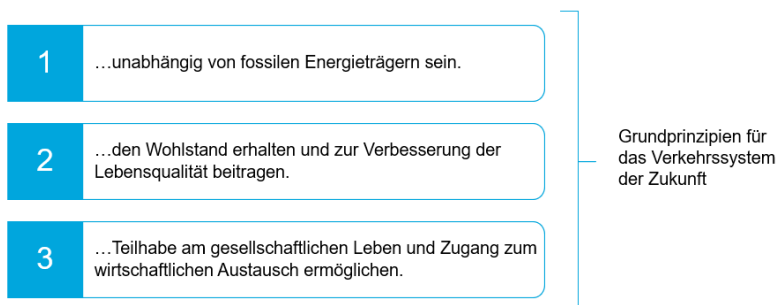 1
…unabhängig von fossilen Energieträgern sein.
2
…den Wohlstand erhalten und zur Verbesserung der
Lebensqualität beitragen.
3
…Teilhabe am gesellschaftlichen Leben und Zugang zum
wirtschaftlichen Austausch ermöglichen.
Grundprinzipien für
das Verkehrssystem
der Zukunft